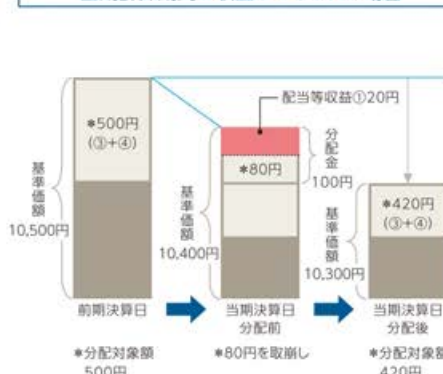 配当等収益①20円
*500円
(③+④)
分配金
100円
*80円
*420円
(③+④)
基準価額
10,500円
基準価額
10,400円
基準価額
10,300円
前期決算日
当期決算日
分配前
当期決算日
分配後
*分配対象額
500円
*80円を取崩し
*分配対象額
420円